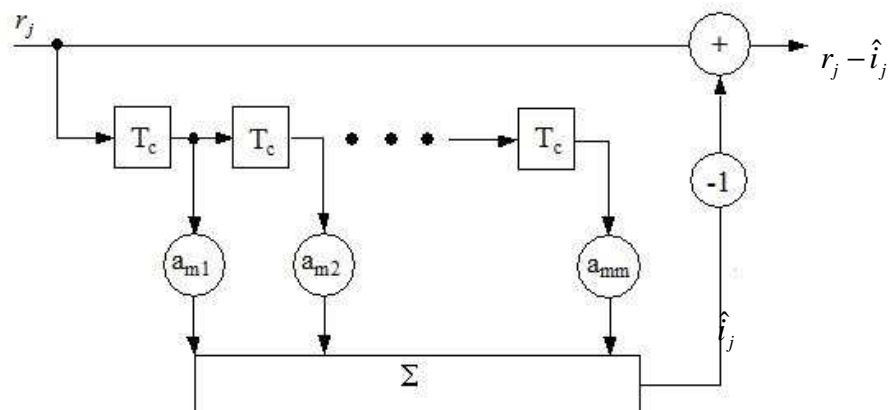 r_j
+
r_j − î_j
T_c
T_c
T_c
-1
a_m1
a_m2
a_mm
î_j
Σ